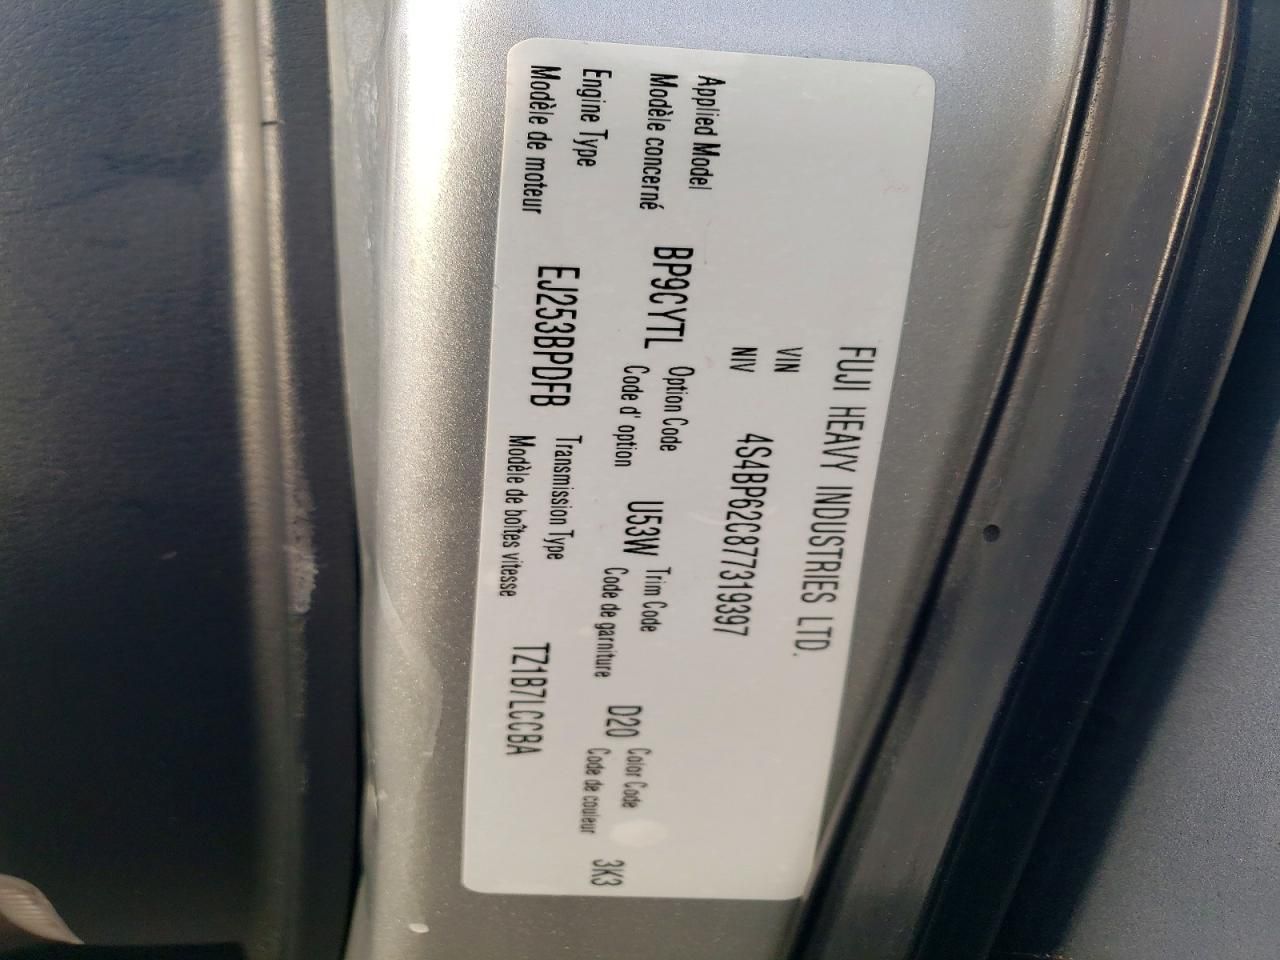 FUJI HEAVY INDUSTRIES LTD.
VIN
NIV 4S4BP62C877319397
Applied Model
Modèle concerné BP9CYTL
Option Code
Code d' option U53W
Trim Code
Code de garniture D20
Color Code
Code de couleur 3K3
Engine Type
Modèle de moteur EJ253BPDFB
Transmission Type
Modèle de boîtes vitesse TZ1B7LCCBA